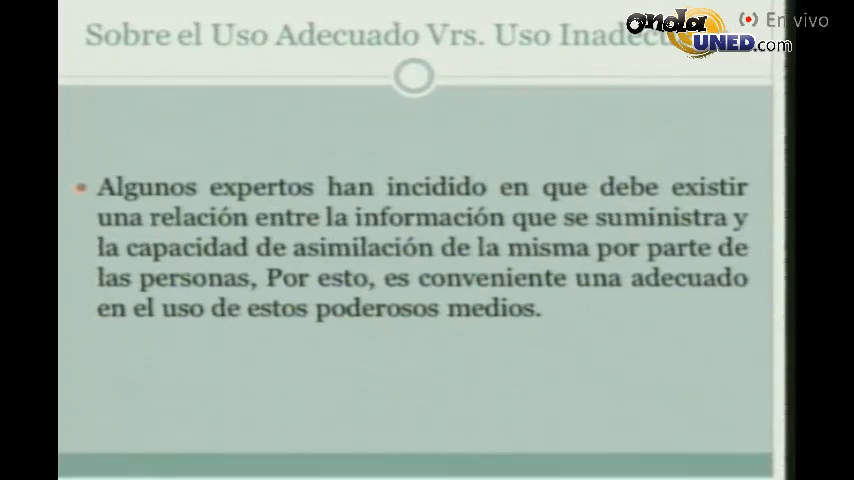 Sobre el Uso Adecuado Vrs. Uso
onda
UNED.com
En vivo
Algunos expertos han incidido en que debe existir
una relación entre la información que se suministra y
la capacidad de asimilación de la misma por parte de
las personas, Por esto, es conveniente una adecuado
en el uso de estos poderosos medios.